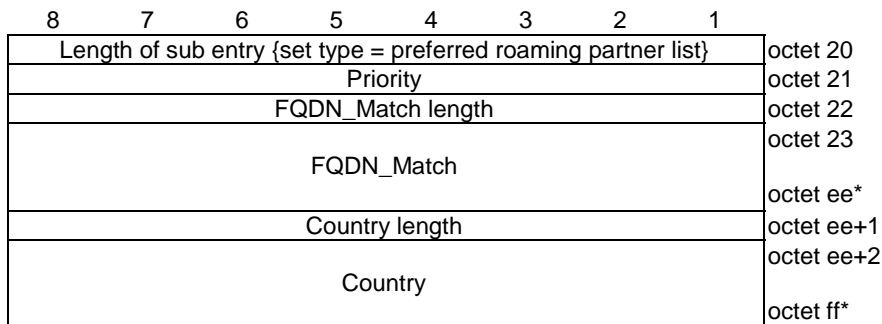 8 7 6 5 4 3 2 1
Length of sub entry {set type = preferred roaming partner list} octet 20
Priority octet 21
FQDN_Match length octet 22
octet 23
FQDN_Match
octet ee*
Country length octet ee+1
octet ee+2
Country
octet ff*